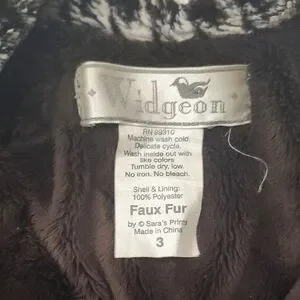 Widgeon
RN 89310
Machine wash cold.
Delicate cycle.
Wash inside out with
like colors
Tumble dry, low.
No iron. No bleach.
Shell & Lining:
100% Polyester
Faux Fur
by © Sara's Prints
Made in China
3